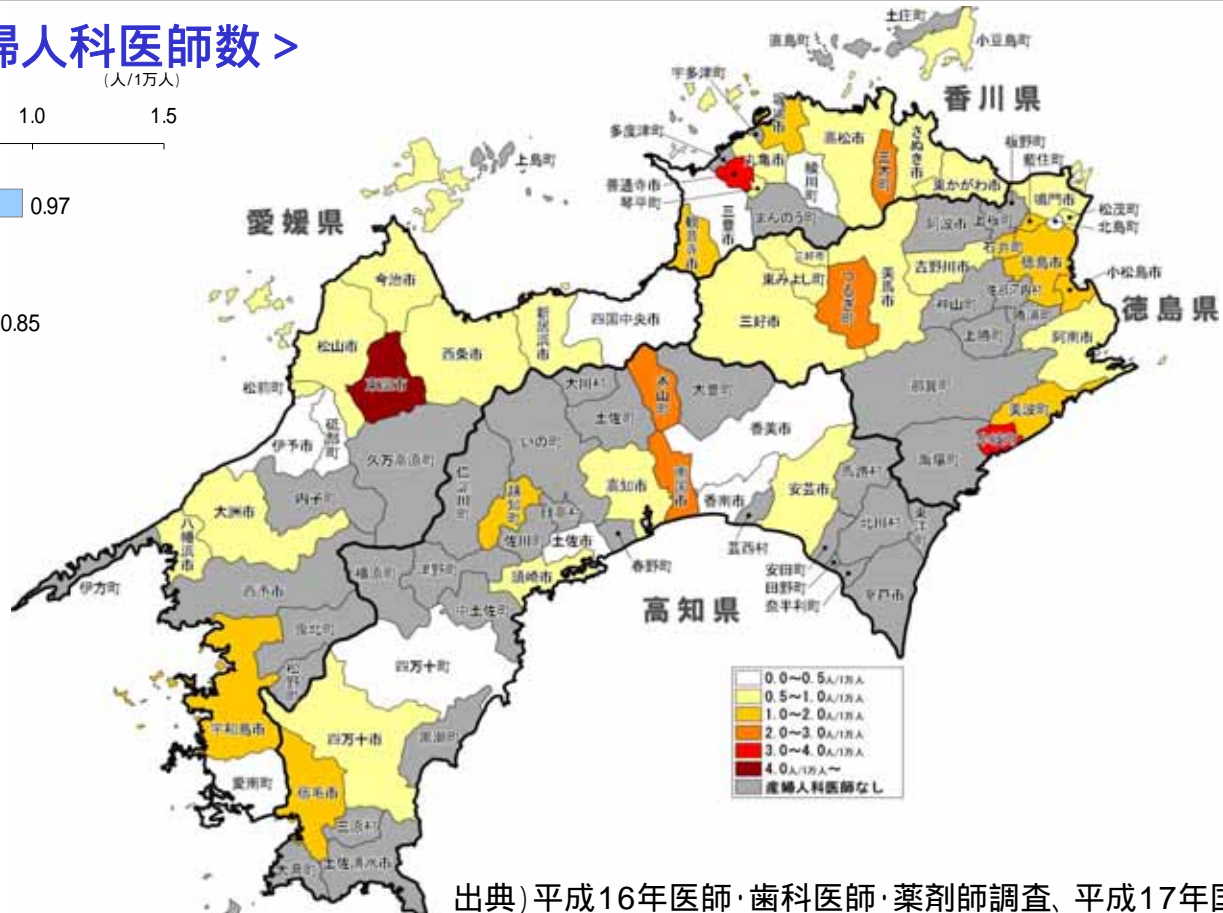 婦人科医師数 >
(人/1万人)
1.0 1.5
0.97
0.85
土庄町
直島町
小豆島町
宇多津町
香川県
坂出市
高松市
さぬき市
多度津町
丸亀市
三木町
板野町
藍住町
上島町
善通寺市
綾川町
東かがわ市
鳴門市
松茂町
琴平町
三豊市
まんのう町
阿波市
上板町
北島町
愛媛県
観音寺市
石井町
徳島市
小松島市
今治市
三好市
東みよし町
つるぎ町
美馬市
吉野川市
神山町
佐那河内村
勝浦町
徳島県
松山市
西条市
新居浜市
四国中央市
三好市
上勝町
阿南市
松前町
東温市
大川村
本山町
大豊町
那賀町
美波町
伊予市
砥部町
土佐町
香美市
いの町
海陽町
久万高原町
仁淀川町
高知市
南国市
安芸市
馬路村
内子町
越知町
日高村
香南市
大洲市
佐川町
土佐市
北川村
東洋町
八幡浜市
芸西村
伊方町
梼原町
津野町
須崎市
春野町
安田町
田野町
奈半利町
室戸市
西予市
中土佐町
高知県
鬼北町
松野町
四万十町
宇和島市
四万十市
黒潮町
愛南町
宿毛市
三原村
大月町
土佐清水市
0.0~0.5人/1万人
0.5~1.0人/1万人
1.0~2.0人/1万人
2.0~3.0人/1万人
3.0~4.0人/1万人
4.0人/1万人~
産婦人科医師なし
出典)平成16年医師・歯科医師・薬剤師調査、平成17年国